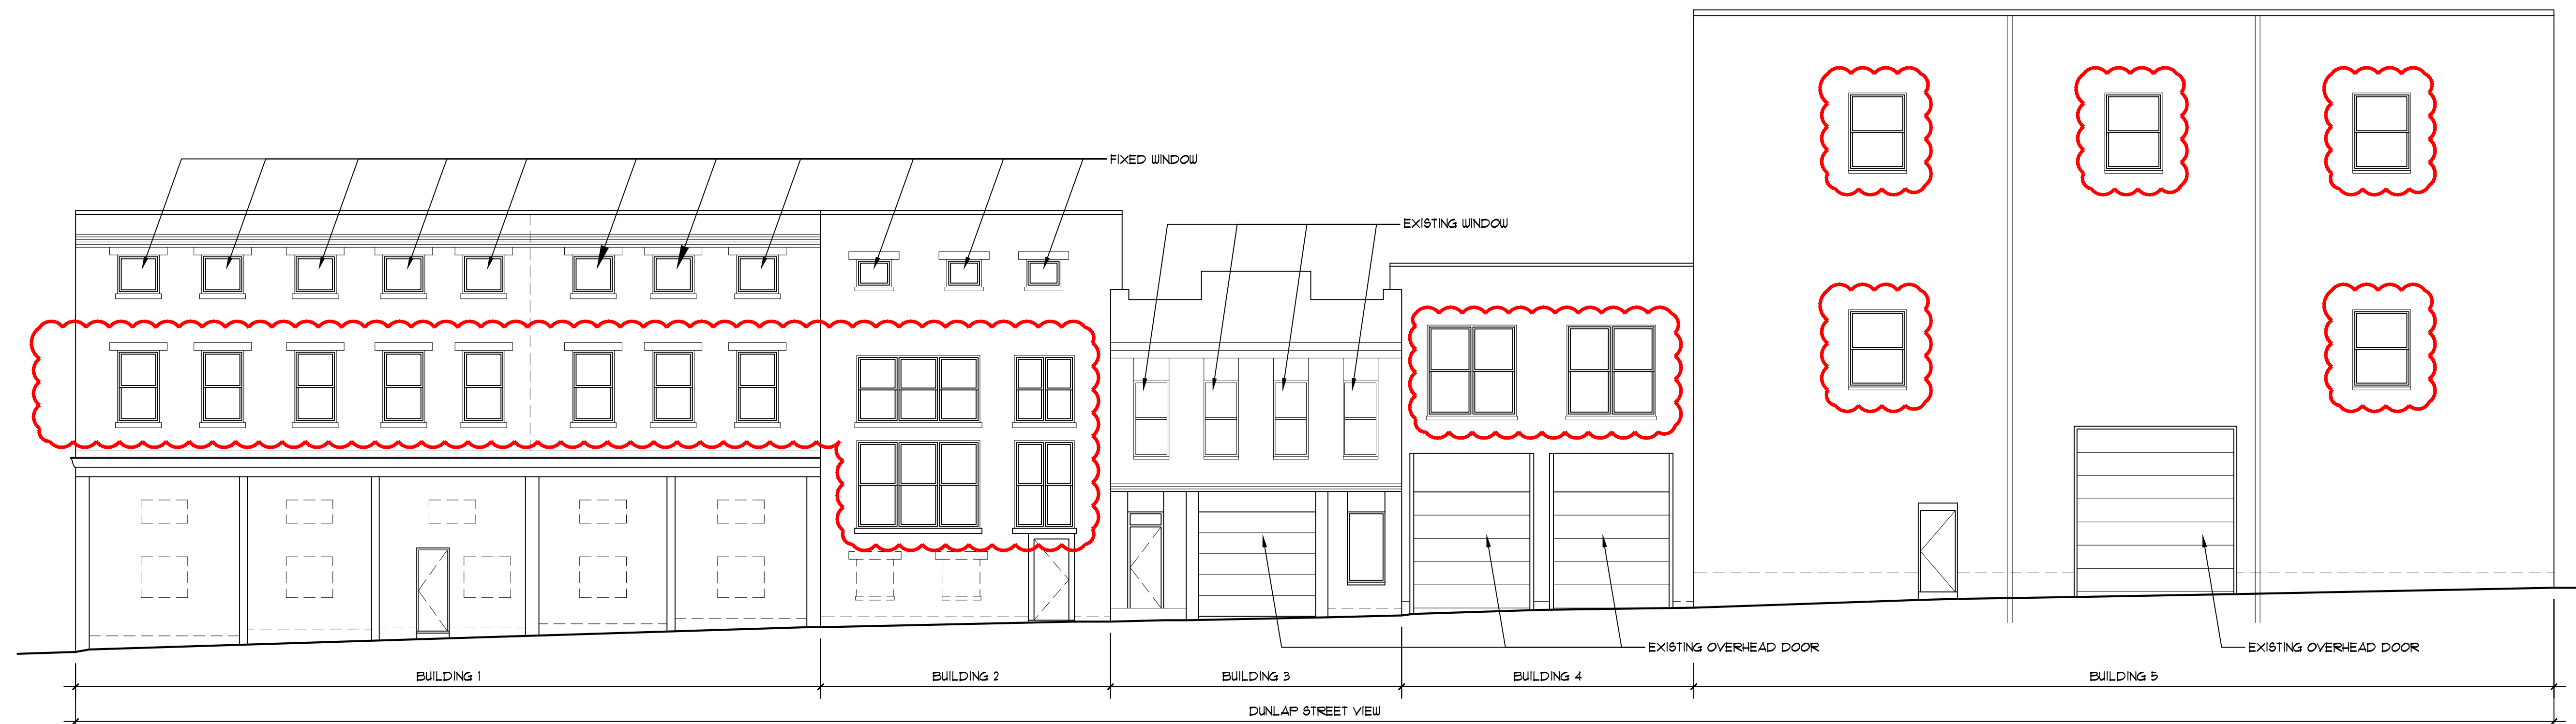 FIXED WINDOW
EXISTING WINDOW
EXISTING OVERHEAD DOOR
EXISTING OVERHEAD DOOR
BUILDING 1
BUILDING 2
BUILDING 3
BUILDING 4
BUILDING 5
DUNLAP STREET VIEW